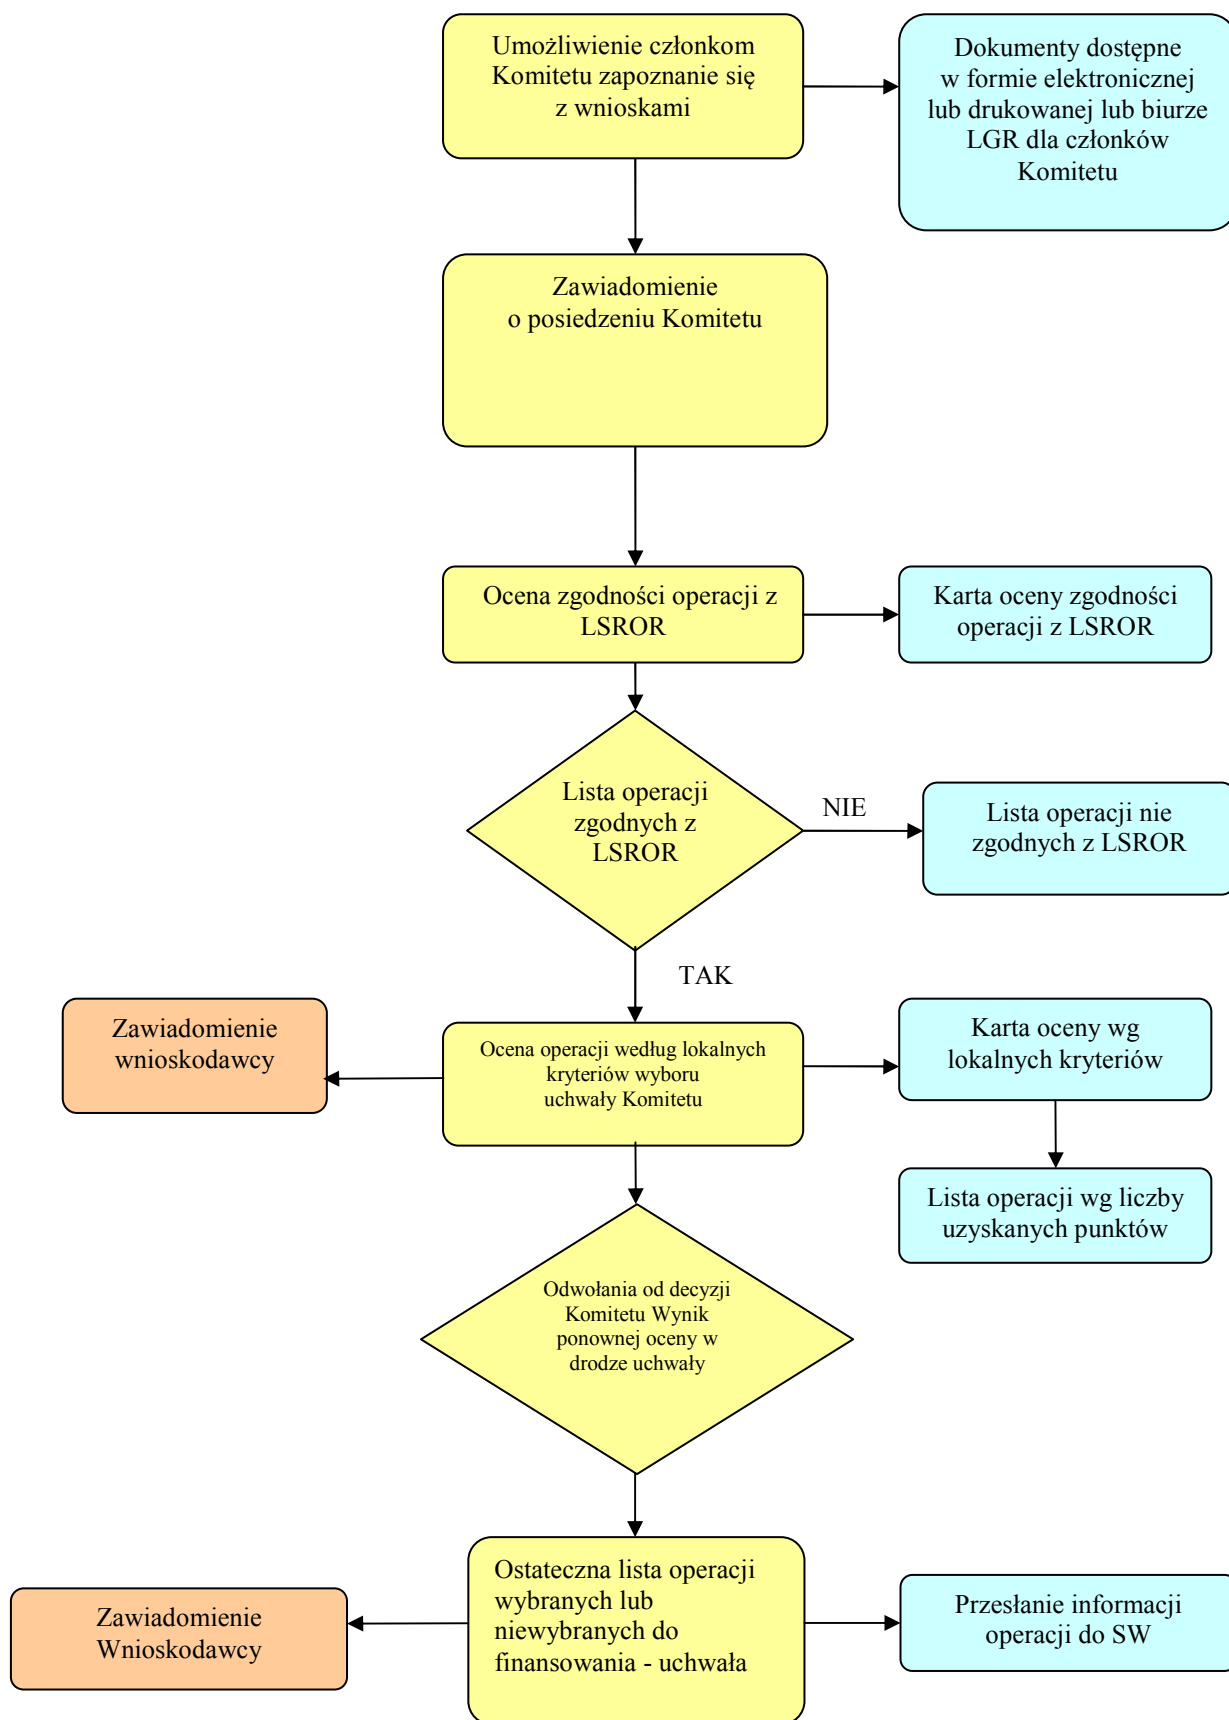 Umożliwienie członkom
Komitetu zapoznanie się
z wnioskami
Dokumenty dostępne
w formie elektronicznej
lub drukowanej lub biurze
LGR dla członków
Komitetu
Zawiadomienie
o posiedzeniu Komitetu
Ocena zgodności operacji z
LSROR
Karta oceny zgodności
operacji z LSROR
Lista operacji
zgodnych z
LSROR
NIE
Lista operacji nie
zgodnych z LSROR
TAK
Zawiadomienie
wnioskodawcy
Ocena operacji według lokalnych
kryteriów wyboru
uchwały Komitetu
Karta oceny wg
lokalnych kryteriów
Lista operacji wg liczby
uzyskanych punktów
Odwołania od decyzji
Komitetu Wynik
ponownej oceny w
drodze uchwały
Zawiadomienie
Wnioskodawcy
Ostateczna lista operacji
wybranych lub
niewybranych do
finansowania - uchwała
Przesłanie informacji
operacji do SW